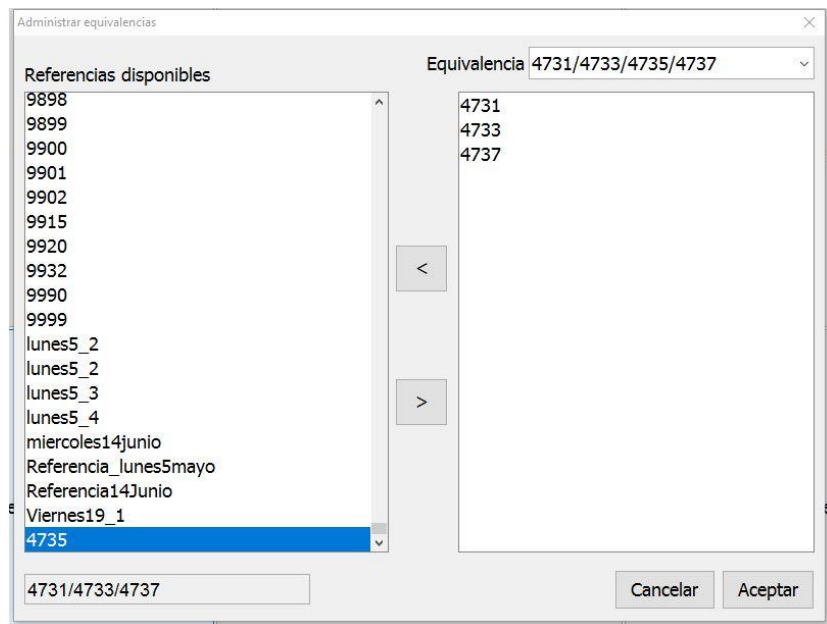 Administrar equivalencias
Referencias disponibles
9898
9899
9900
9901
9902
9915
9920
9932
9990
9999
lunes5_2
lunes5_2
lunes5_3
lunes5_4
miercoles14junio
Referencia_lunes5mayo
Referencia14Junio
Viernes19_1
4735
4731/4733/4737
<
>
Equivalencia 4731/4733/4735/4737
4731
4733
4737
Cancelar Aceptar